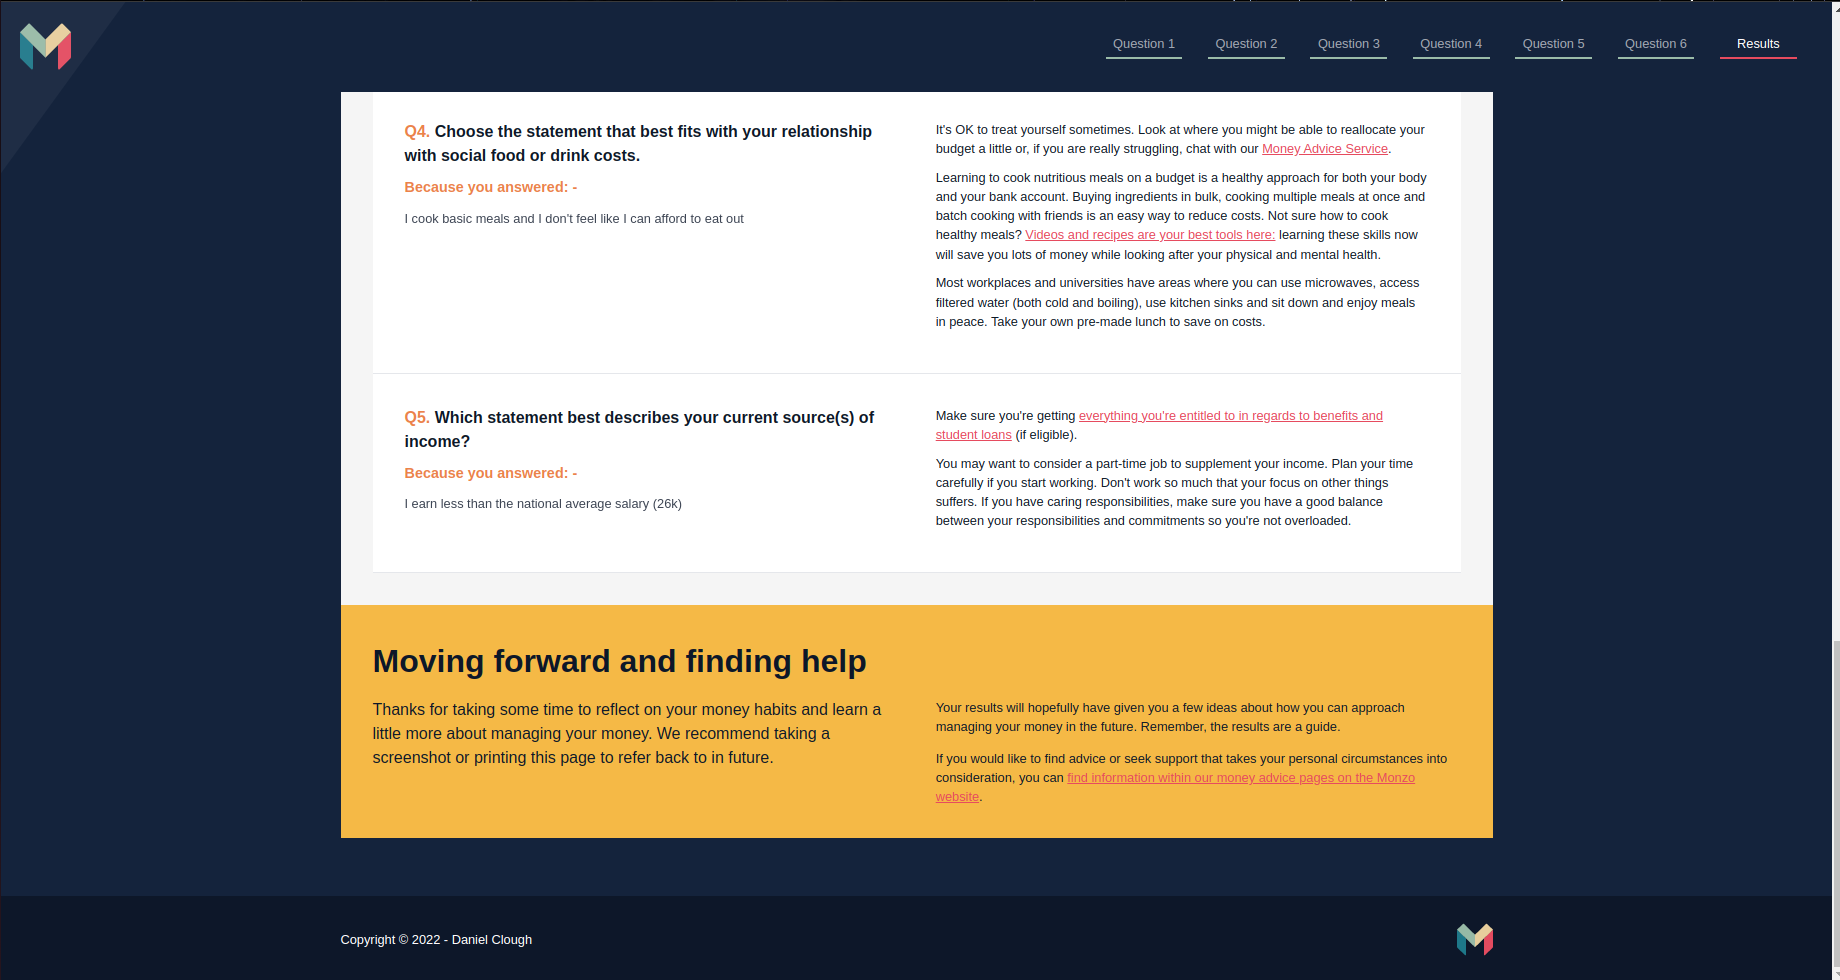 Question 1 Question 2 Question 3 Question 4 Question 5 Question 6 Results
Q4. Choose the statement that best fits with your relationship
with social food or drink costs.
Because you answered: -
I cook basic meals and I don't feel like I can afford to eat out
It's OK to treat yourself sometimes. Look at where you might be able to reallocate your
budget a little or, if you are really struggling, chat with our Money Advice Service.
Learning to cook nutritious meals on a budget is a healthy approach for both your body
and your bank account. Buying ingredients in bulk, cooking multiple meals at once and
batch cooking with friends is an easy way to reduce costs. Not sure how to cook
healthy meals? Videos and recipes are your best tools here: learning these skills now
will save you lots of money while looking after your physical and mental health.
Most workplaces and universities have areas where you can use microwaves, access
filtered water (both cold and boiling), use kitchen sinks and sit down and enjoy meals
in peace. Take your own pre-made lunch to save on costs.
Q5. Which statement best describes your current source(s) of
income?
Because you answered: -
I earn less than the national average salary (26k)
Make sure you're getting everything you're entitled to in regards to benefits and
student loans (if eligible).
You may want to consider a part-time job to supplement your income. Plan your time
carefully if you start working. Don't work so much that your focus on other things
suffers. If you have caring responsibilities, make sure you have a good balance
between your responsibilities and commitments so you're not overloaded.
Moving forward and finding help
Thanks for taking some time to reflect on your money habits and learn a
little more about managing your money. We recommend taking a
screenshot or printing this page to refer back to in future.
Your results will hopefully have given you a few ideas about how you can approach
managing your money in the future. Remember, the results are a guide.
If you would like to find advice or seek support that takes your personal circumstances into
consideration, you can find information within our money advice pages on the Monzo
website.
Copyright © 2022 - Daniel Clough